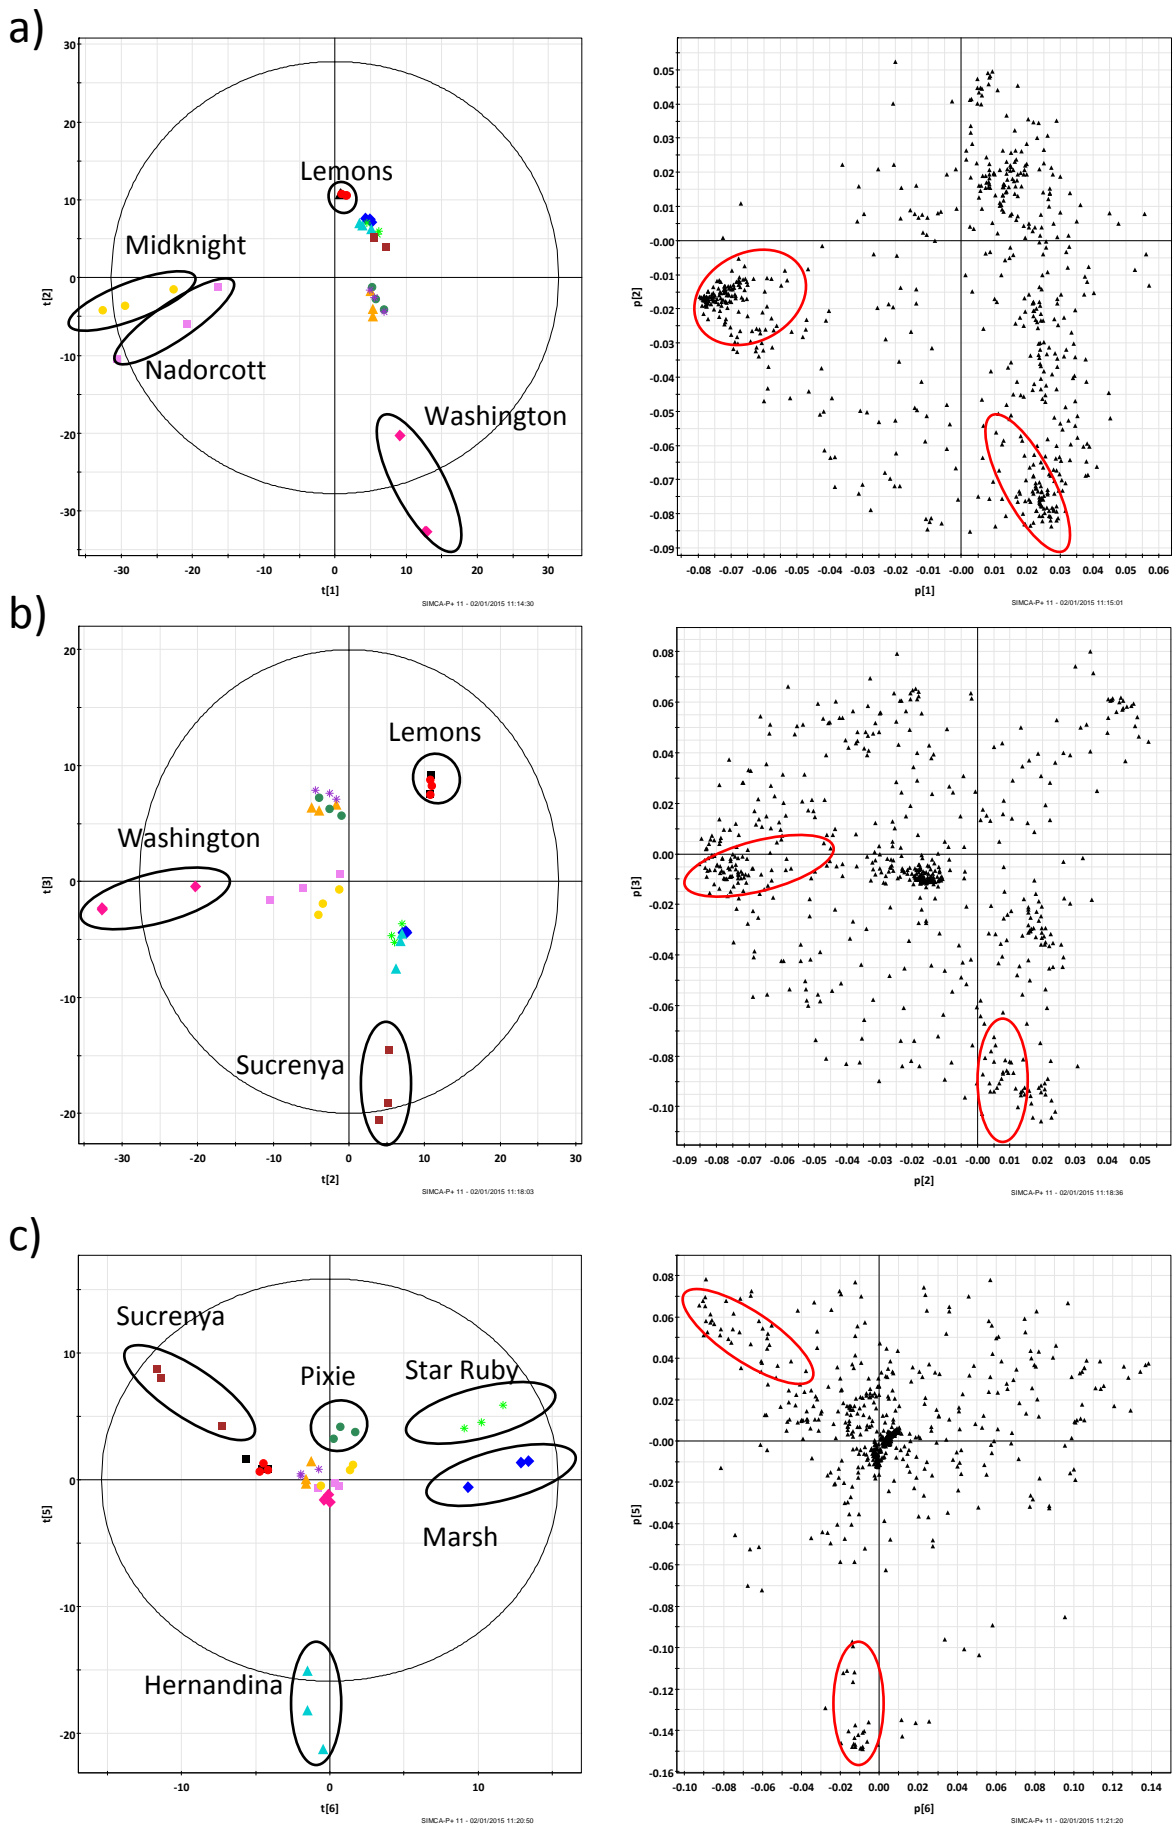 a)
30
20
10
0
-10
-20
-30
t[2]
-30 -20 -10 0 10 20 30
t[1]
SIMCA-P+ 11 - 02/01/2015 11:14:30
Lemons
Midknight
Nadorcott
Washington
0.05
0.04
0.03
0.02
0.01
-0.00
-0.01
-0.02
-0.03
-0.04
-0.05
-0.06
-0.07
-0.08
-0.09
p[2]
-0.08 -0.07 -0.06 -0.05 -0.04 -0.03 -0.02 -0.01 -0.00 0.01 0.02 0.03 0.04 0.05 0.06
p[1]
SIMCA-P+ 11 - 02/01/2015 11:15:01
b)
20
10
0
-10
-20
t[3]
-30 -20 -10 0 10 20 30
t[2]
SIMCA-P+ 11 - 02/01/2015 11:18:03
Lemons
Washington
Sucrenya
0.08
0.06
0.04
0.02
0.00
-0.02
-0.04
-0.06
-0.08
-0.10
p[3]
-0.09 -0.08 -0.07 -0.06 -0.05 -0.04 -0.03 -0.02 -0.01 -0.00 0.01 0.02 0.03 0.04 0.05
p[2]
SIMCA-P+ 11 - 02/01/2015 11:18:36
c)
10
0
-10
-20
t[5]
-10 0 10
t[6]
SIMCA-P+ 11 - 02/01/2015 11:20:50
Sucrenya
Pixie
Star Ruby
Marsh
Hernandina
0.08
0.06
0.04
0.02
-0.00
-0.02
-0.04
-0.06
-0.08
-0.10
-0.12
-0.14
-0.16
p[5]
-0.10 -0.08 -0.06 -0.04 -0.02 0.00 0.02 0.04 0.06 0.08 0.10 0.12 0.14
p[6]
SIMCA-P+ 11 - 02/01/2015 11:21:20